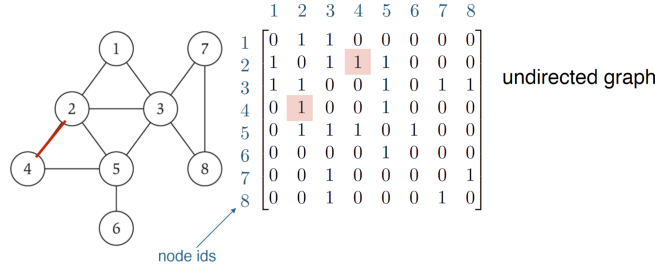 1 2 3 4 5 6 7 8
1 0 1 1 0 0 0 0 0
2 1 0 1 1 1 0 0 0
3 1 1 0 0 1 0 1 1
4 0 1 0 0 1 0 0 0
5 0 1 1 1 0 1 0 0
6 0 0 0 0 1 0 0 0
7 0 0 1 0 0 0 0 1
8 0 0 1 0 0 0 1 0
undirected graph
1
7
2
3
4
5
8
6
node ids